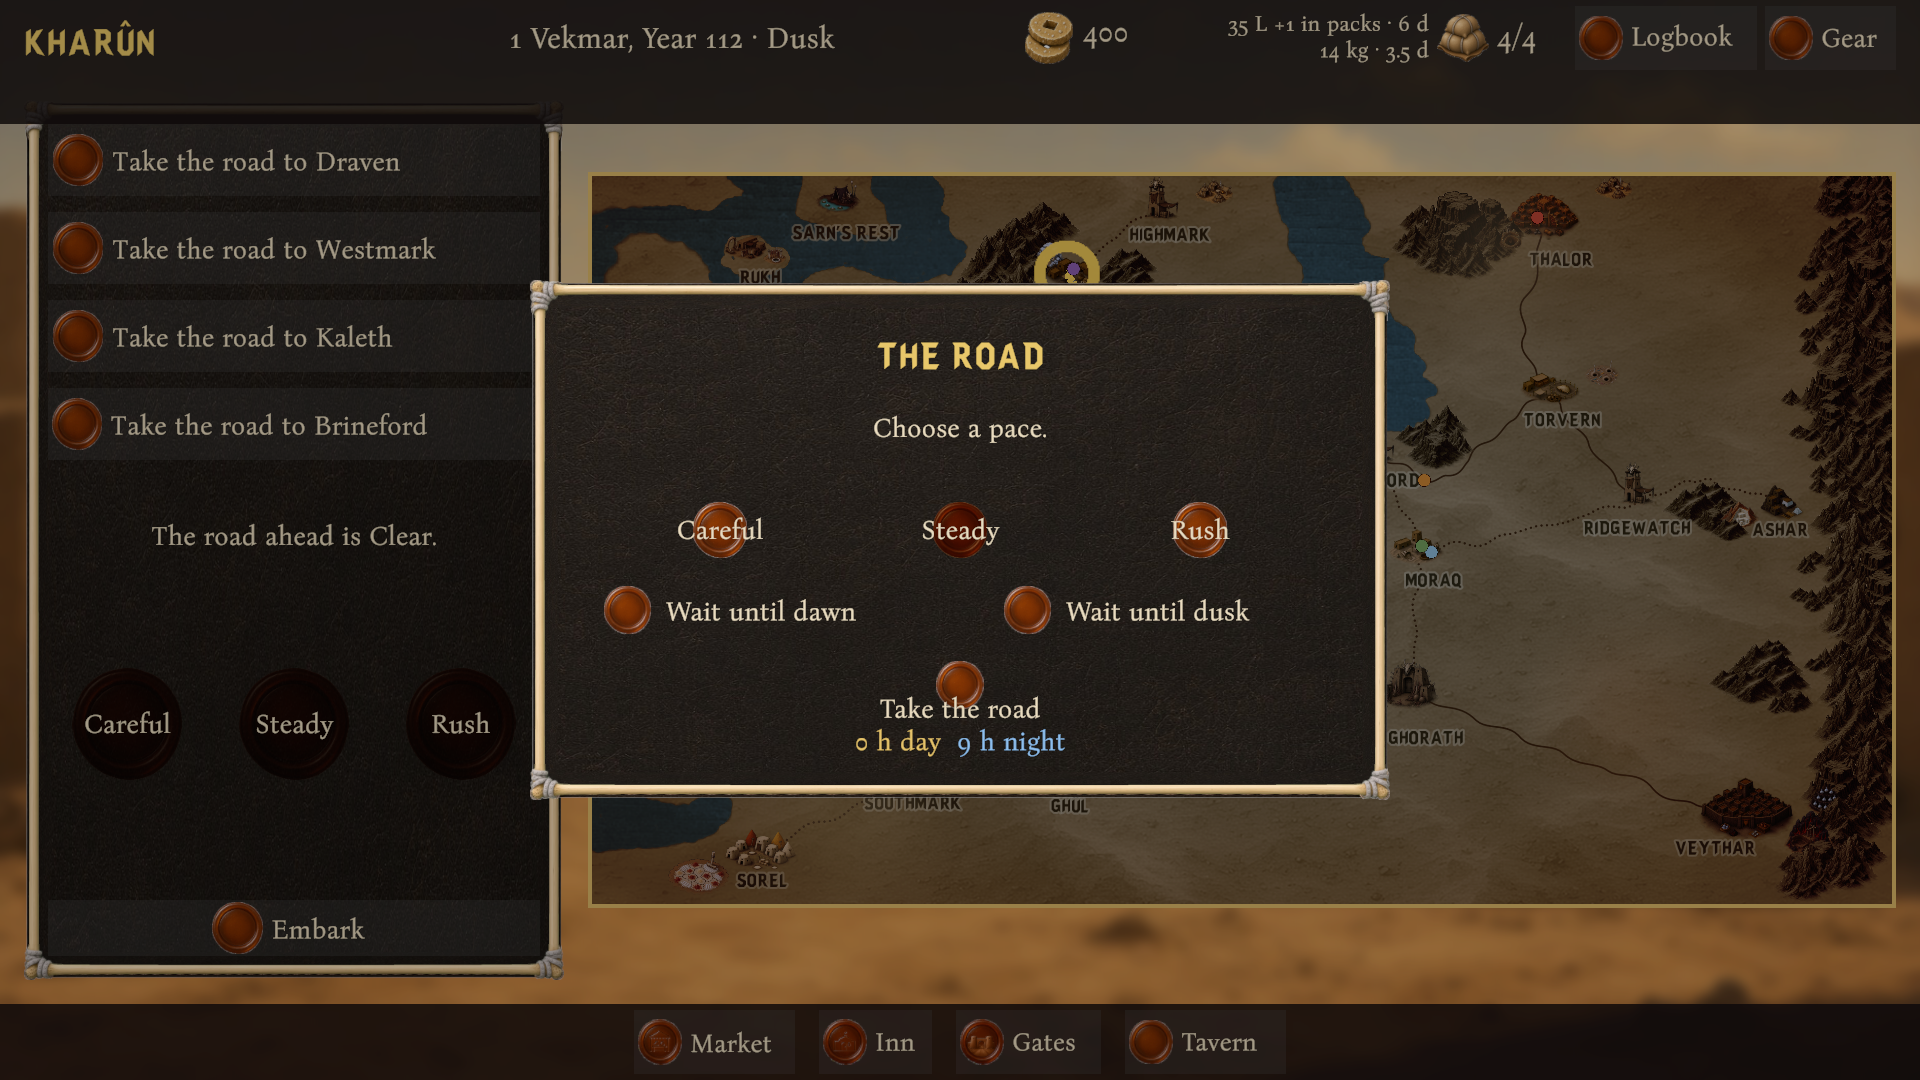 KHARÛN
1 Vekmar, Year 112 · Dusk
400
35 L +1 in packs · 6 d
14 kg · 3.5 d
4/4
Logbook
Gear
Take the road to Draven
Take the road to Westmark
Take the road to Kaleth
Take the road to Brineford
The road ahead is Clear.
Careful
Steady
Rush
Embark
SARN'S REST
HIGHMARK
RUKH
THALOR
TORVERN
ORD
RIDGEWATCH
ASHAR
MORAQ
GHORATH
VEYTHAR
SOUTHMARK
GHUL
SOREL
THE ROAD
Choose a pace.
Careful
Steady
Rush
Wait until dawn
Wait until dusk
Take the road
0 h day 9 h night
Market
Inn
Gates
Tavern